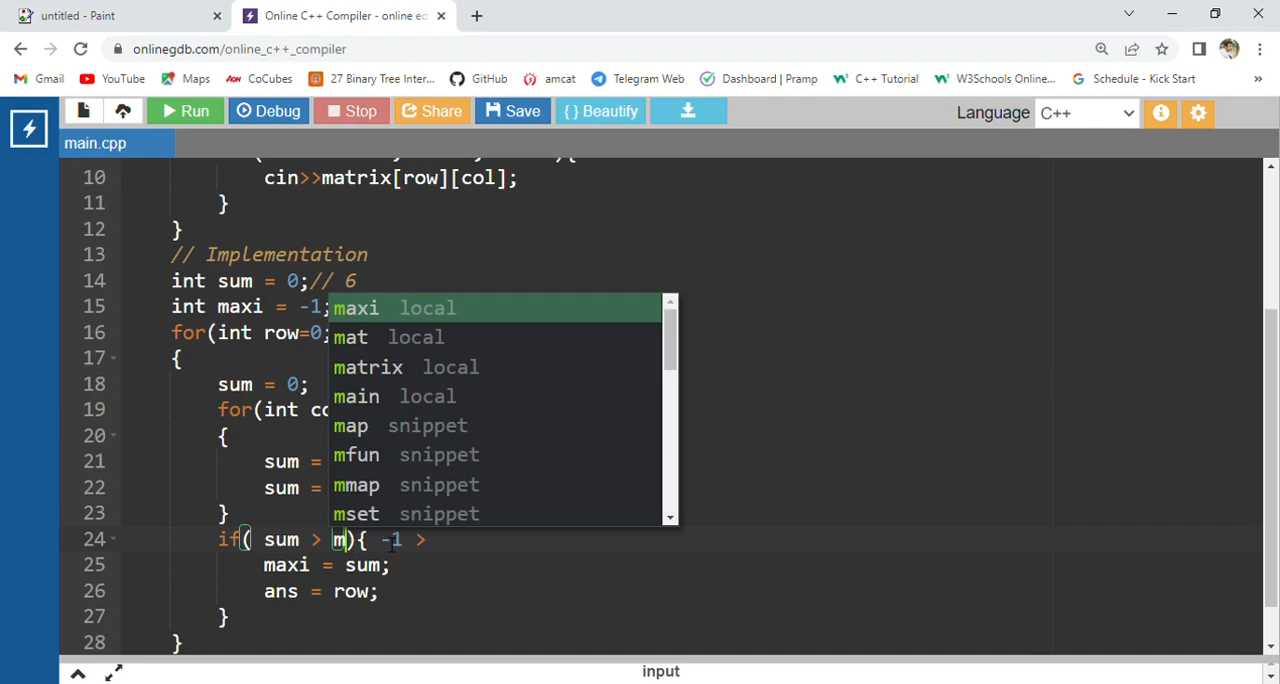 untitled - Paint
Online C++ Compiler - online ed
onlinegdb.com/online_c++_compiler
Gmail YouTube Maps AON CoCubes 27 Binary Tree Inter... GitHub amcat Telegram Web Dashboard | Pramp C++ Tutorial W3Schools Online... Schedule - Kick Start »
Run Debug Stop Share Save { } Beautify Language C++
main.cpp
10 cin>>matrix[row][col];
11 }
12 }
13 // Implementation
14 int sum = 0;// 6
15 int maxi = -1;
16 for(int row=0;
17 {
18 sum = 0;
19 for(int co
20 {
21 sum =
22 sum =
23 }
24 if( sum > m){ -1 >
25 maxi = sum;
26 ans = row;
27 }
28 }
maxi local
mat local
matrix local
main local
map snippet
mfun snippet
mmap snippet
mset snippet
input